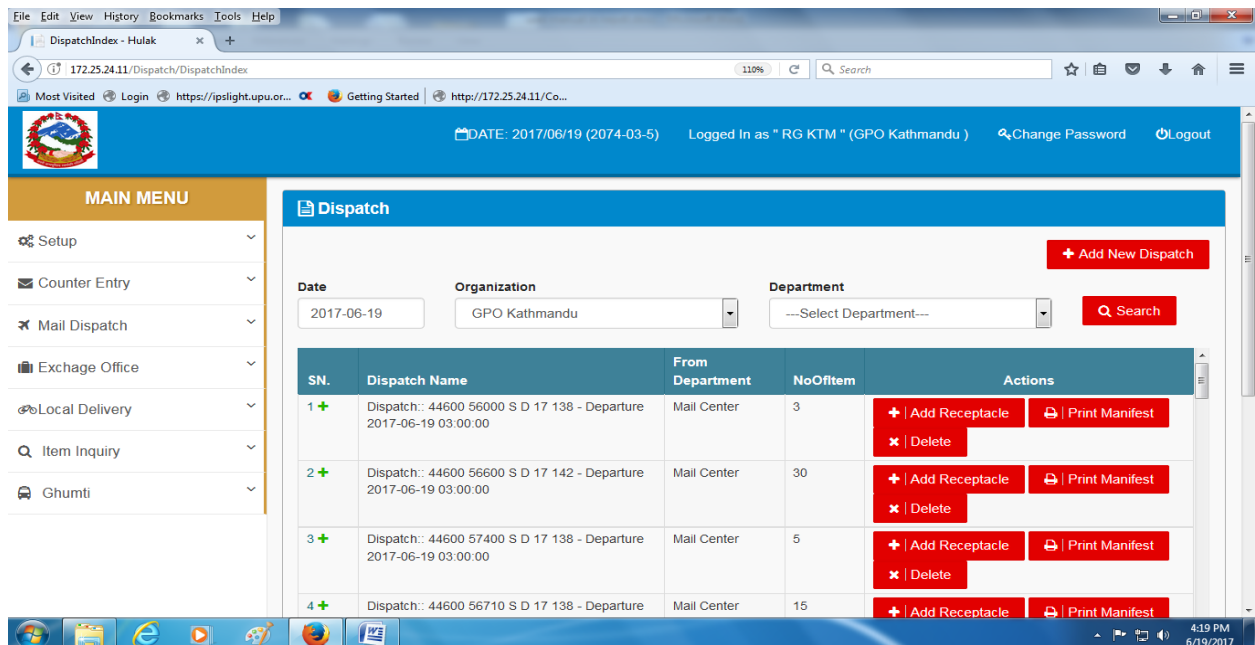 File Edit View History Bookmarks Tools Help
DispatchIndex - Hulak × +
172.25.24.11/Dispatch/DispatchIndex 110% Search
Most Visited Login https://ipslight.upu.or... Getting Started http://172.25.24.11/Co...
DATE: 2017/06/19 (2074-03-5) Logged In as " RG KTM " (GPO Kathmandu ) Change Password Logout
MAIN MENU
Setup
Counter Entry
Mail Dispatch
Exchage Office
Local Delivery
Item Inquiry
Ghumti
Dispatch
+ Add New Dispatch
Date Organization Department
2017-06-19 GPO Kathmandu ---Select Department--- Search
From
SN. Dispatch Name Department NoOfItem Actions
1 + Dispatch:: 44600 56000 S D 17 138 - Departure Mail Center 3 + | Add Receptacle | Print Manifest
2017-06-19 03:00:00
× | Delete
2 + Dispatch:: 44600 56600 S D 17 142 - Departure Mail Center 30 + | Add Receptacle | Print Manifest
2017-06-19 03:00:00
× | Delete
3 + Dispatch:: 44600 57400 S D 17 138 - Departure Mail Center 5 + | Add Receptacle | Print Manifest
2017-06-19 03:00:00
× | Delete
4 + Dispatch:: 44600 56710 S D 17 138 - Departure Mail Center 15 + | Add Receptacle | Print Manifest
4:19 PM
6/19/2017